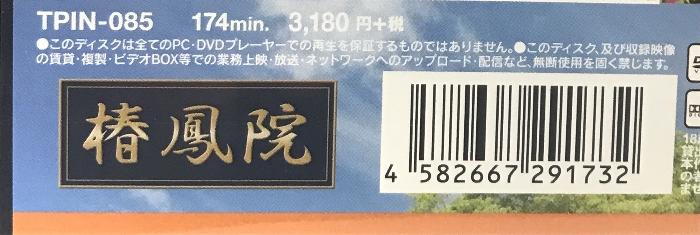 TPIN-085 174min. 3,180 円+税
●このディスクは全てのPC・DVDプレーヤーでの再生を保証するものではありません。●このディスク、及び収録映像
の賃貸・複製・ビデオBOX等での業務上映・放送・ネットワークへのアップロード・配信など、無断使用を固く禁じます。
椿鳳院
4 582667 291732